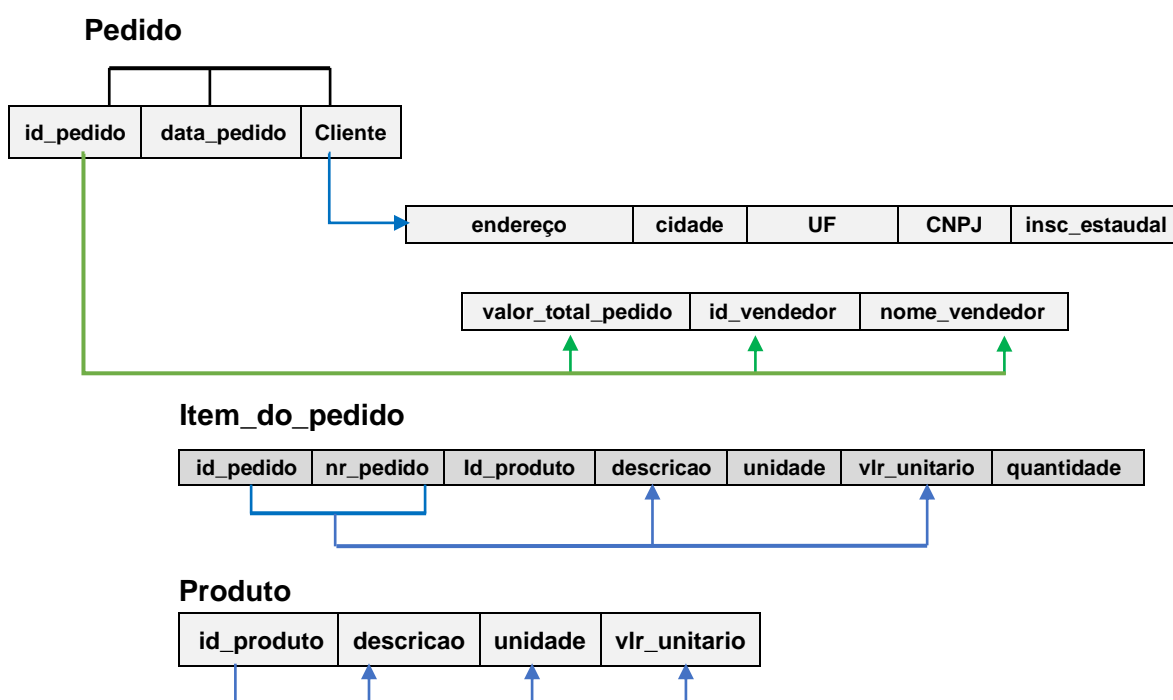 Pedido
id_pedido data_pedido Cliente
endereço cidade UF CNPJ insc_estaudal
valor_total_pedido id_vendedor nome_vendedor
Item_do_pedido
id_pedido nr_pedido Id_produto descricao unidade vlr_unitario quantidade
Produto
id_produto descricao unidade vlr_unitario